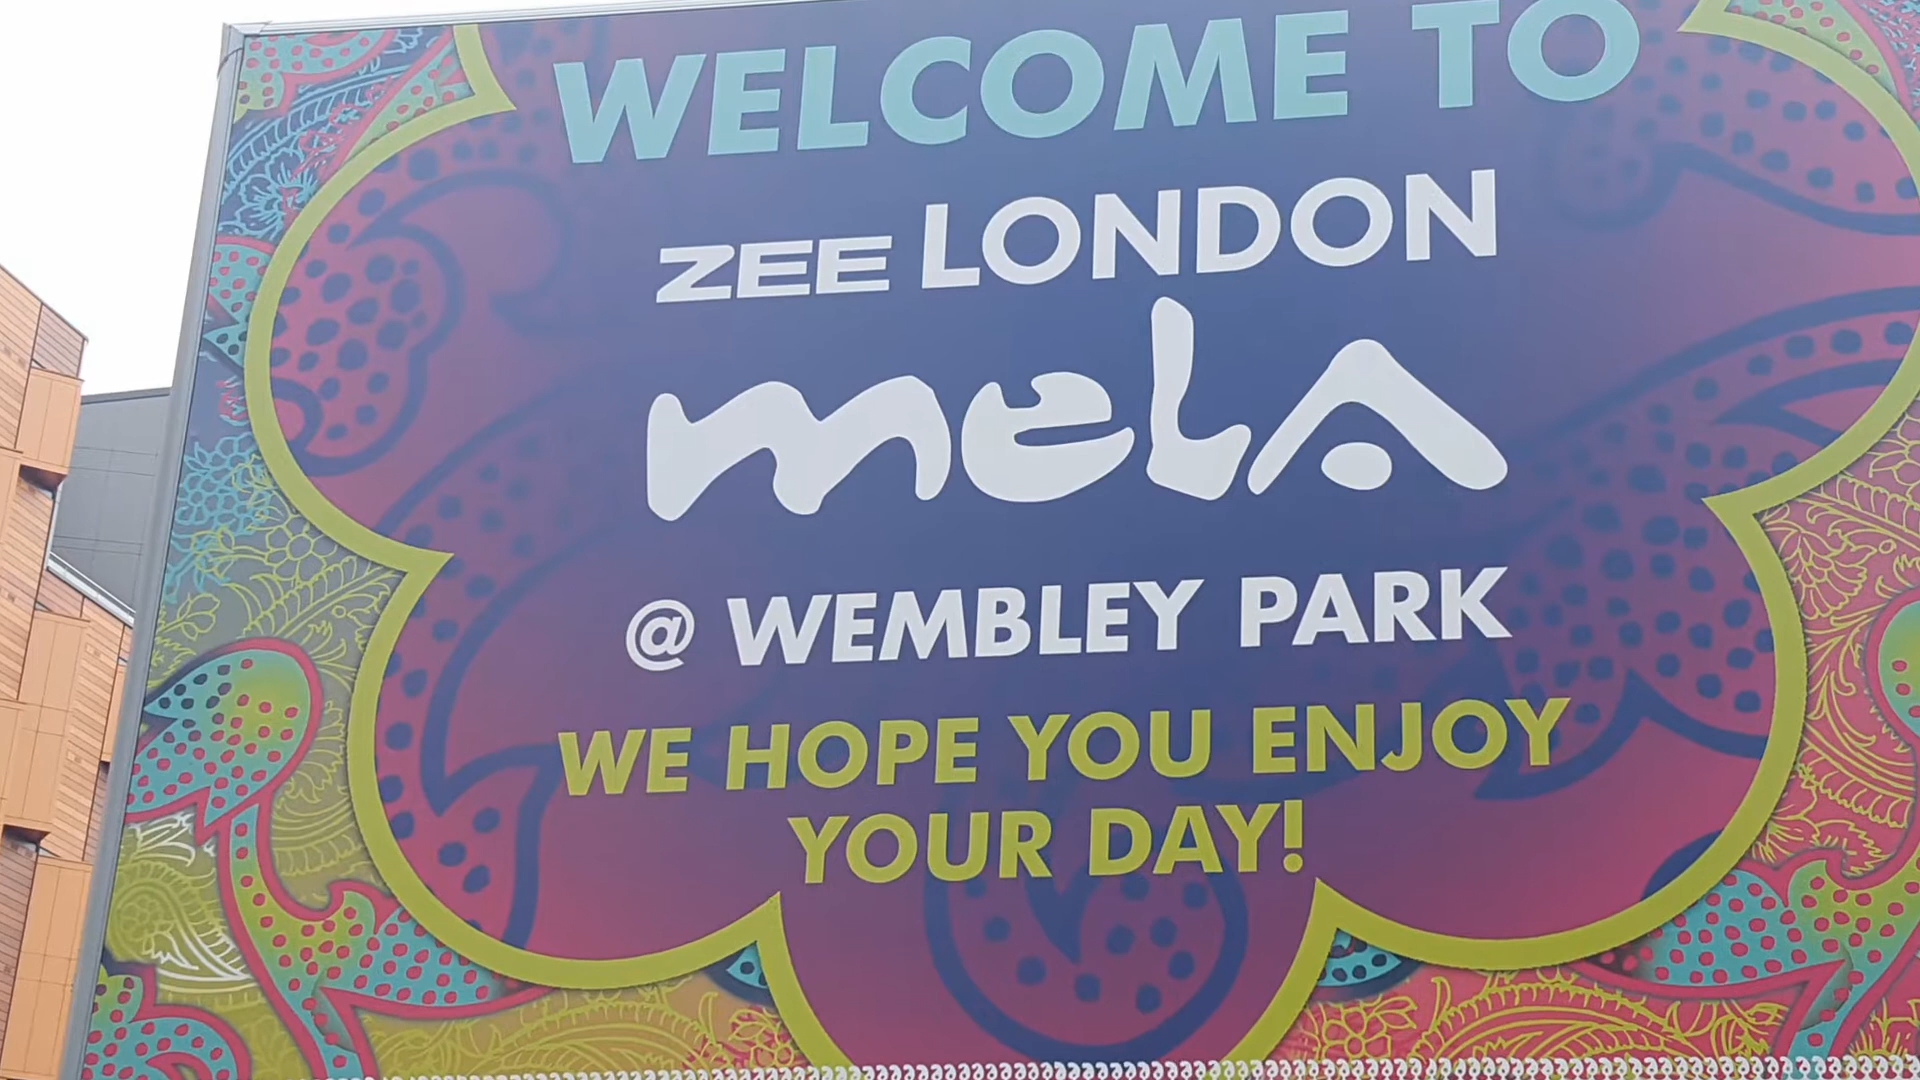 WELCOME TO
ZEE LONDON
melA
@ WEMBLEY PARK
WE HOPE YOU ENJOY
YOUR DAY!